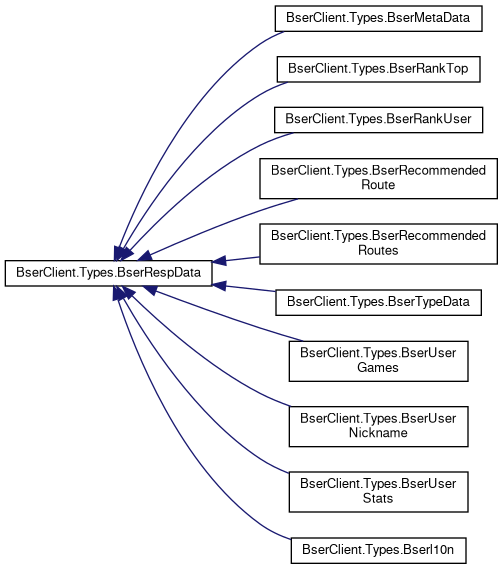 BserClient.Types.BserMetaData
BserClient.Types.BserRankTop
BserClient.Types.BserRankUser
BserClient.Types.BserRecommended
Route
BserClient.Types.BserRecommended
Routes
BserClient.Types.BserRespData
BserClient.Types.BserTypeData
BserClient.Types.BserUser
Games
BserClient.Types.BserUser
Nickname
BserClient.Types.BserUser
Stats
BserClient.Types.Bserl10n